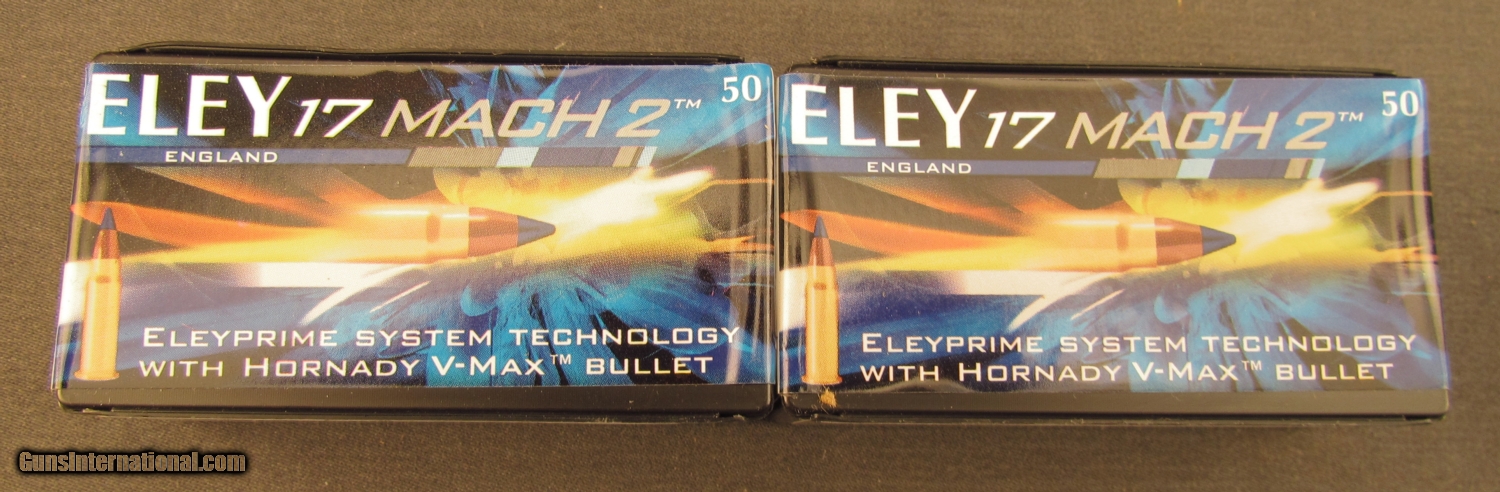 ELEY 17 MACH 2™ 50
ENGLAND
ELEYPRIME SYSTEM TECHNOLOGY
WITH HORNADY V-MAX™ BULLET
ELEY 17 MACH 2™ 50
ENGLAND
ELEYPRIME SYSTEM TECHNOLOGY
WITH HORNADY V-MAX™ BULLET
GunsInternational.com